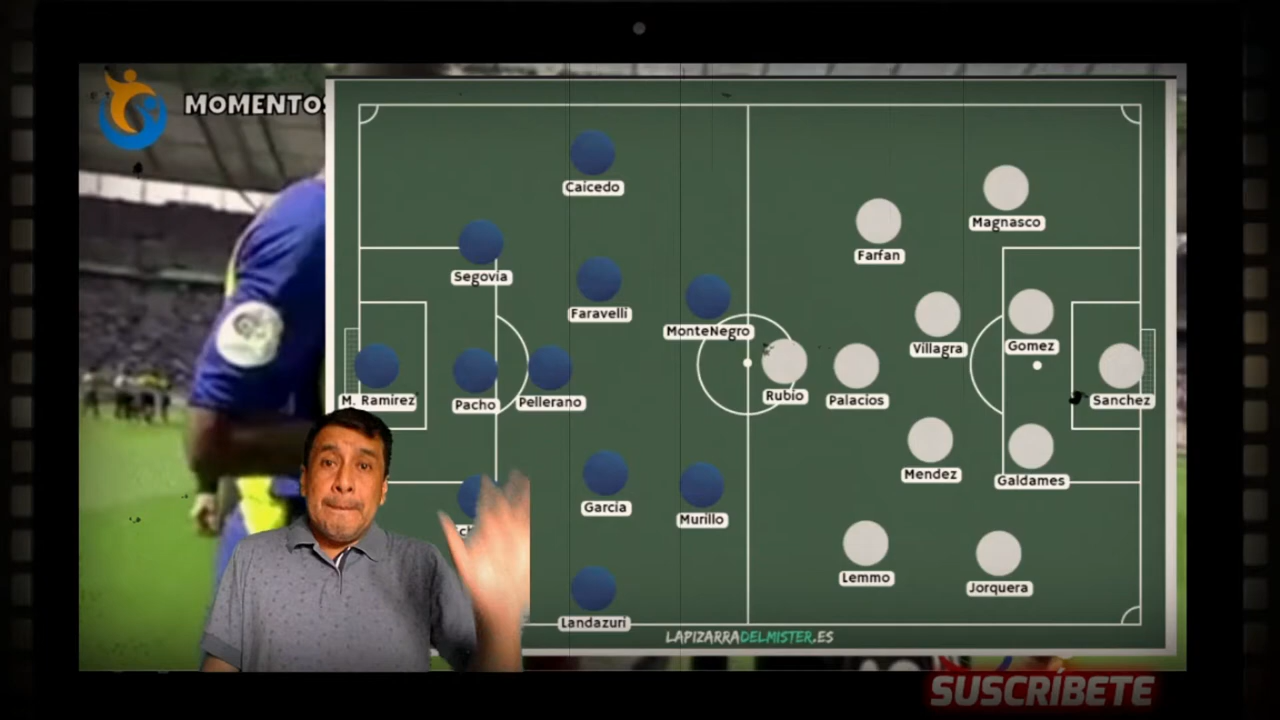 MOMENTOS
Caicedo
Magnasco
Farfan
Segovia
Faravelli
MonteNegro
Villagra
Gomez
M. Ramirez
Pacho
Pellerano
Rubio
Palacios
Sanchez
Mendez
Galdames
García
Murillo
Lemmo
Jorquera
Landazuri
LAPIZARRADELMISTER.ES
SUSCRÍBETE